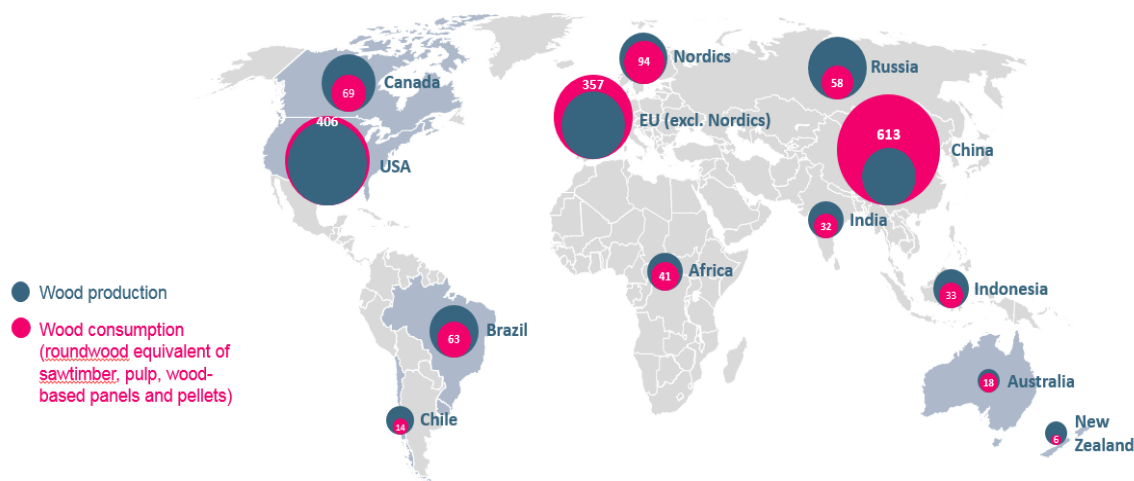 Nordics
94
Russia
58
Canada
69
357
EU (excl. Nordics)
406
USA
613
China
India
32
Africa
41
Indonesia
33
Wood production
Wood consumption
(roundwood equivalent of
sawtimber, pulp, wood-
based panels and pellets)
Brazil
63
Australia
18
Chile
14
New
Zealand
6